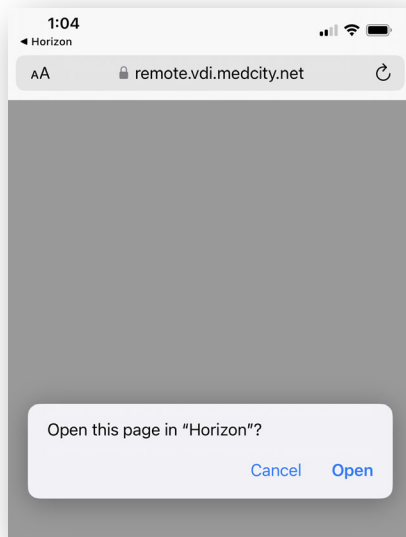 1:04
◀ Horizon
AA remote.vdi.medcity.net
Open this page in “Horizon”?
Cancel Open